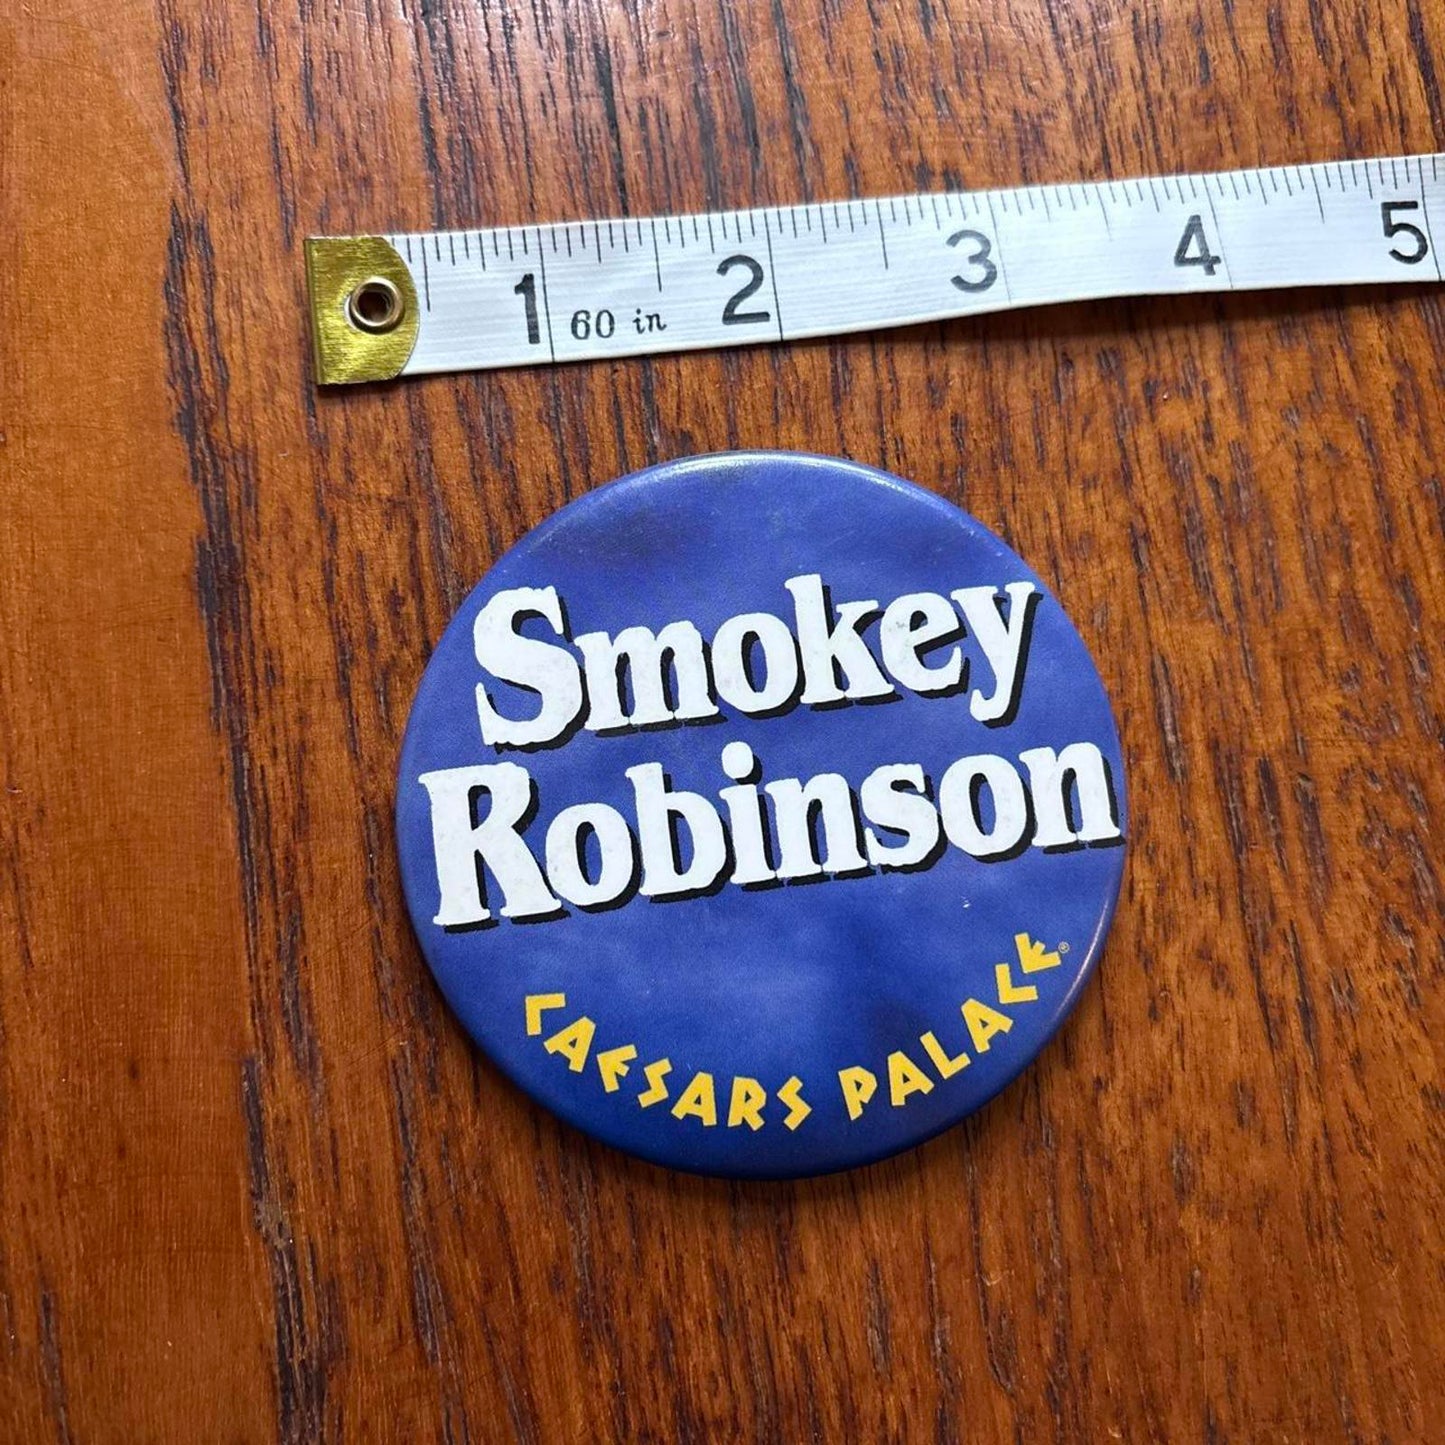 1 60 in 2 3 4 5
Smokey
Robinson
CAESARS PALACE®